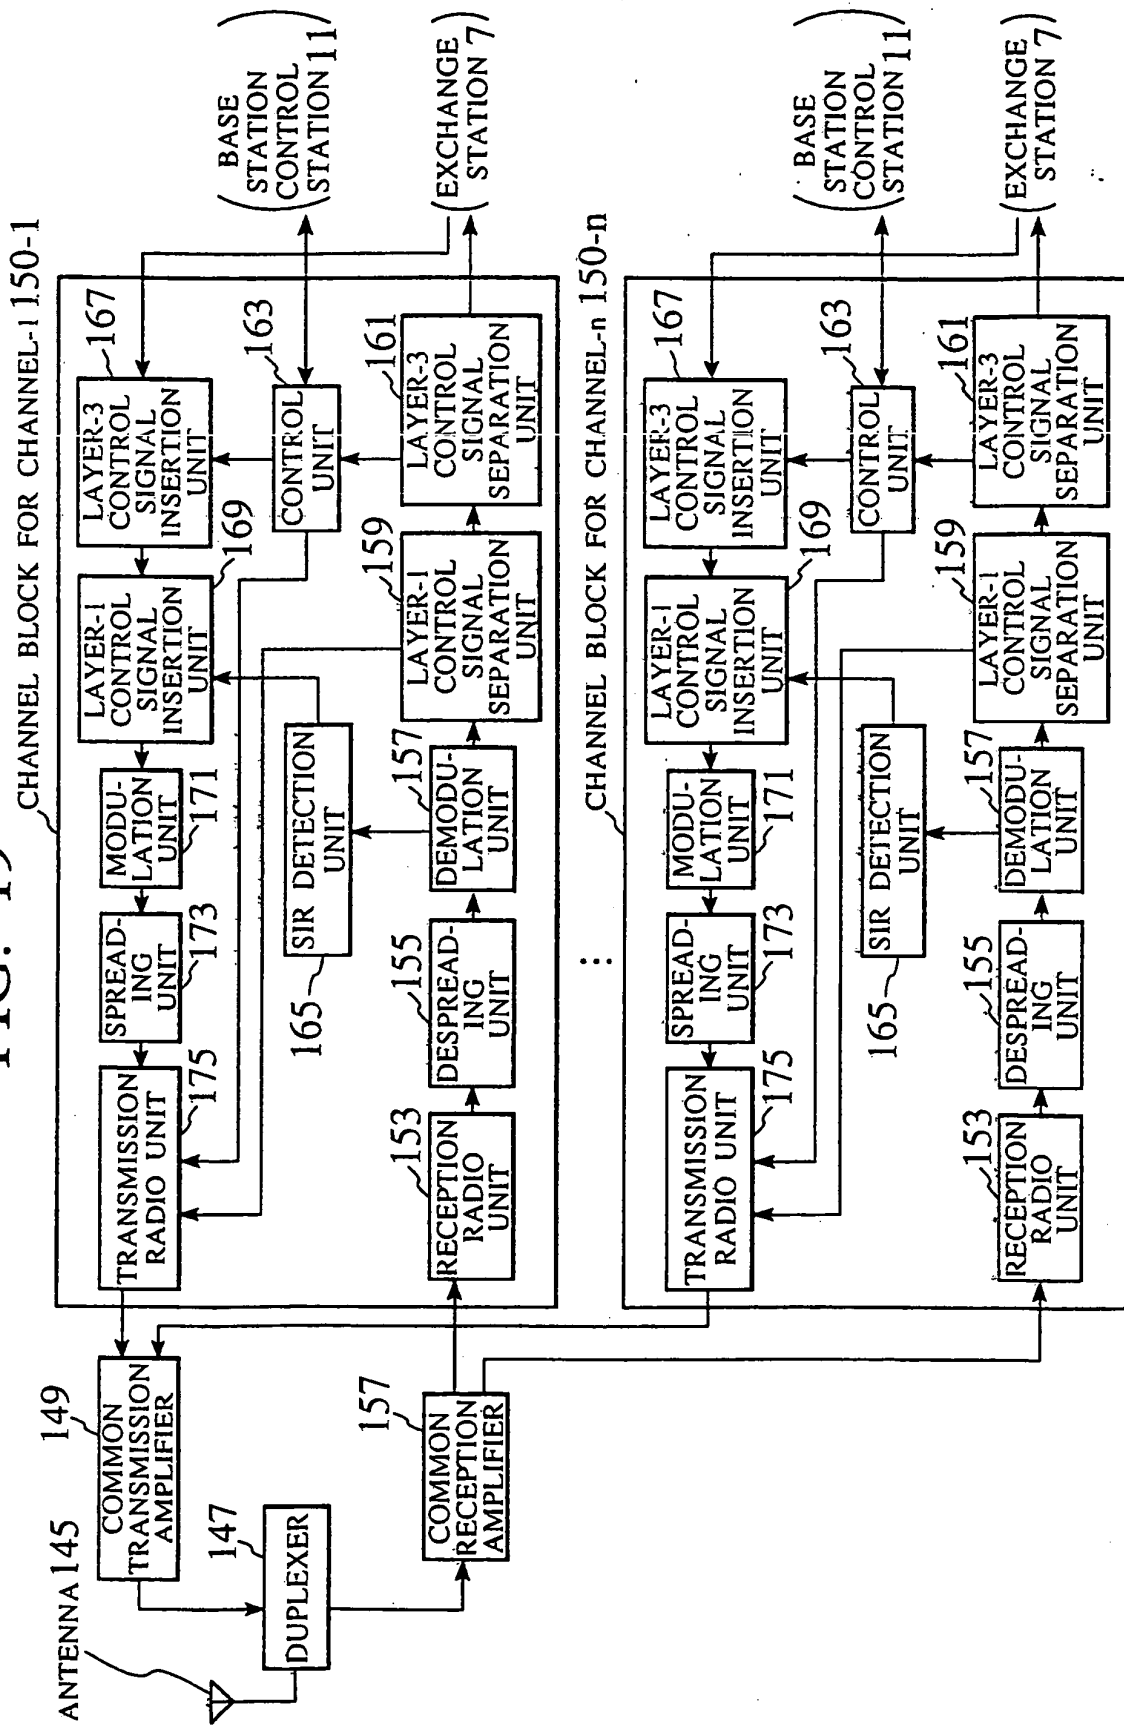 FIG. 19
ANTENNA 145
147
DUPLEXER
149
COMMON
TRANSMISSION
AMPLIFIER
157
COMMON
RECEPTION
AMPLIFIER
CHANNEL BLOCK FOR CHANNEL-1 150-1
TRANSMISSION
RADIO UNIT
175
SPREAD-
ING
UNIT
173
MODU-
LATION
UNIT
171
LAYER-1
CONTROL
SIGNAL
INSERTION
UNIT
169
LAYER-3
CONTROL
SIGNAL
INSERTION
UNIT
167
165
SIR DETECTION
UNIT
CONTROL
UNIT
163
(BASE
STATION
CONTROL
STATION 11)
153
RECEPTION
RADIO
UNIT
155
DESPREAD-
ING
UNIT
157
DEMODU-
LATION
UNIT
159
LAYER-1
CONTROL
SIGNAL
SEPARATION
UNIT
161
LAYER-3
CONTROL
SIGNAL
SEPARATION
UNIT
(EXCHANGE
STATION 7)
...
CHANNEL BLOCK FOR CHANNEL-n 150-n
TRANSMISSION
RADIO UNIT
175
SPREAD-
ING
UNIT
173
MODU-
LATION
UNIT
171
LAYER-1
CONTROL
SIGNAL
INSERTION
UNIT
169
LAYER-3
CONTROL
SIGNAL
INSERTION
UNIT
167
165
SIR DETECTION
UNIT
CONTROL
UNIT
163
(BASE
STATION
CONTROL
STATION 11)
153
RECEPTION
RADIO
UNIT
155
DESPREAD-
ING
UNIT
157
DEMODU-
LATION
UNIT
159
LAYER-1
CONTROL
SIGNAL
SEPARATION
UNIT
161
LAYER-3
CONTROL
SIGNAL
SEPARATION
UNIT
(EXCHANGE
STATION 7)